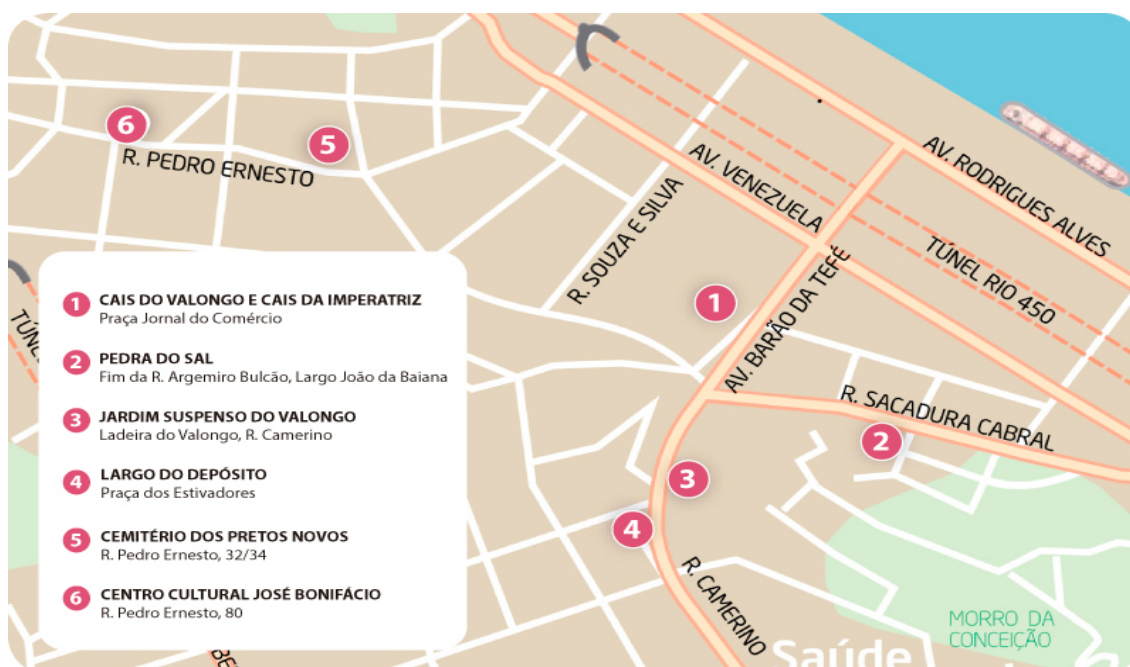 6
5
R. PEDRO ERNESTO
AV. VENEZUELA
AV. RODRIGUES ALVES
R. SOUZA E SILVA
TÚNEL RIO 450
1
AV. BARÃO DA TEFE
R. SACADURA CABRAL
2
3
4
R. CAMERINO
MORRO DA
CONCEIÇÃO
Saúde
1 CAIS DO VALONGO E CAIS DA IMPERATRIZ
Praça Jornal do Comércio
2 PEDRA DO SAL
Fim da R. Argemiro Bulcão, Largo João da Baiana
3 JARDIM SUSPENSO DO VALONGO
Ladeira do Valongo, R. Camerino
4 LARGO DO DEPÓSITO
Praça dos Estivadores
5 CEMITÉRIO DOS PRETOS NOVOS
R. Pedro Ernesto, 32/34
6 CENTRO CULTURAL JOSÉ BONIFÁCIO
R. Pedro Ernesto, 80